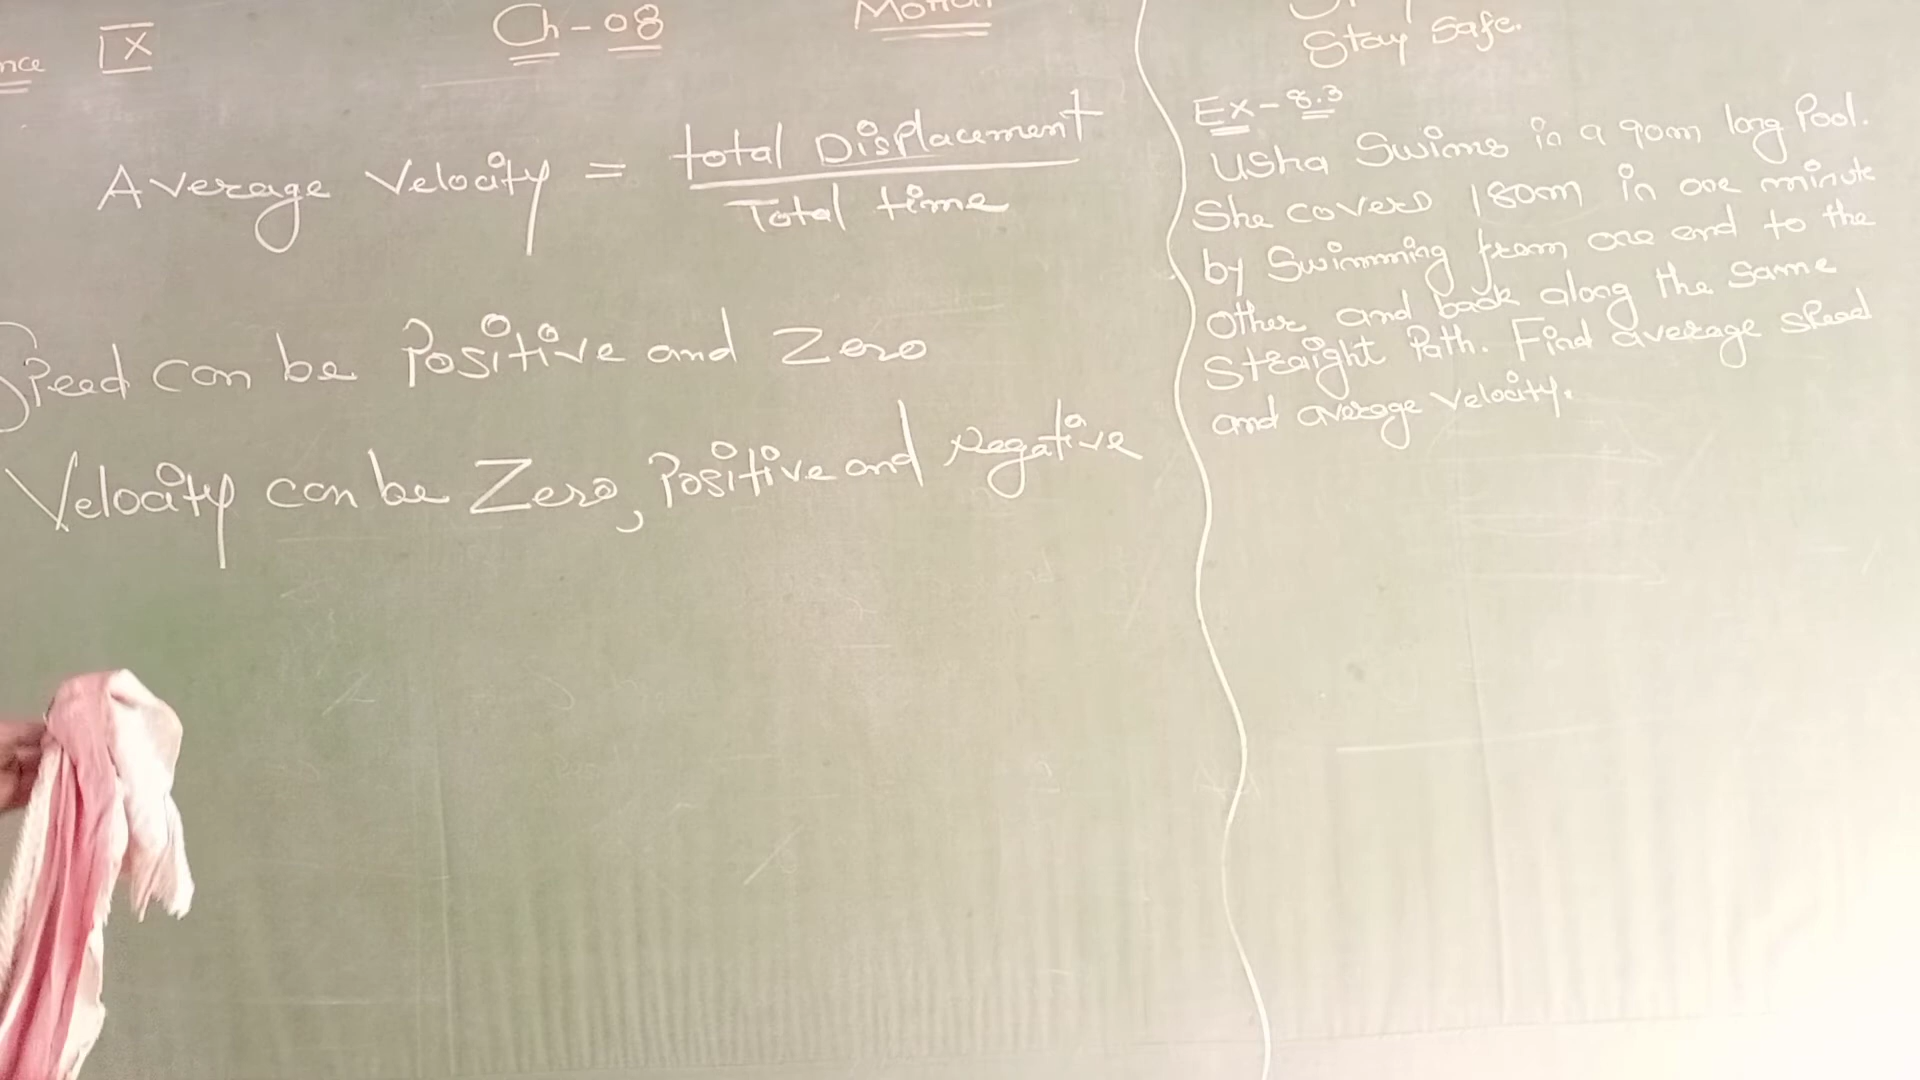 IX
Ch-08
Motion
Average Velocity = total Displacement
Total time
Speed can be Positive and Zero
Velocity can be Zero, Positive and Negative
Stay Safe.
Ex-8.3
Usha Swims in a 90m long Pool.
She covers 180m in one minute
by Swimming from one end to the
Other and back along the Same
Straight Path. Find average speed
and average velocity.